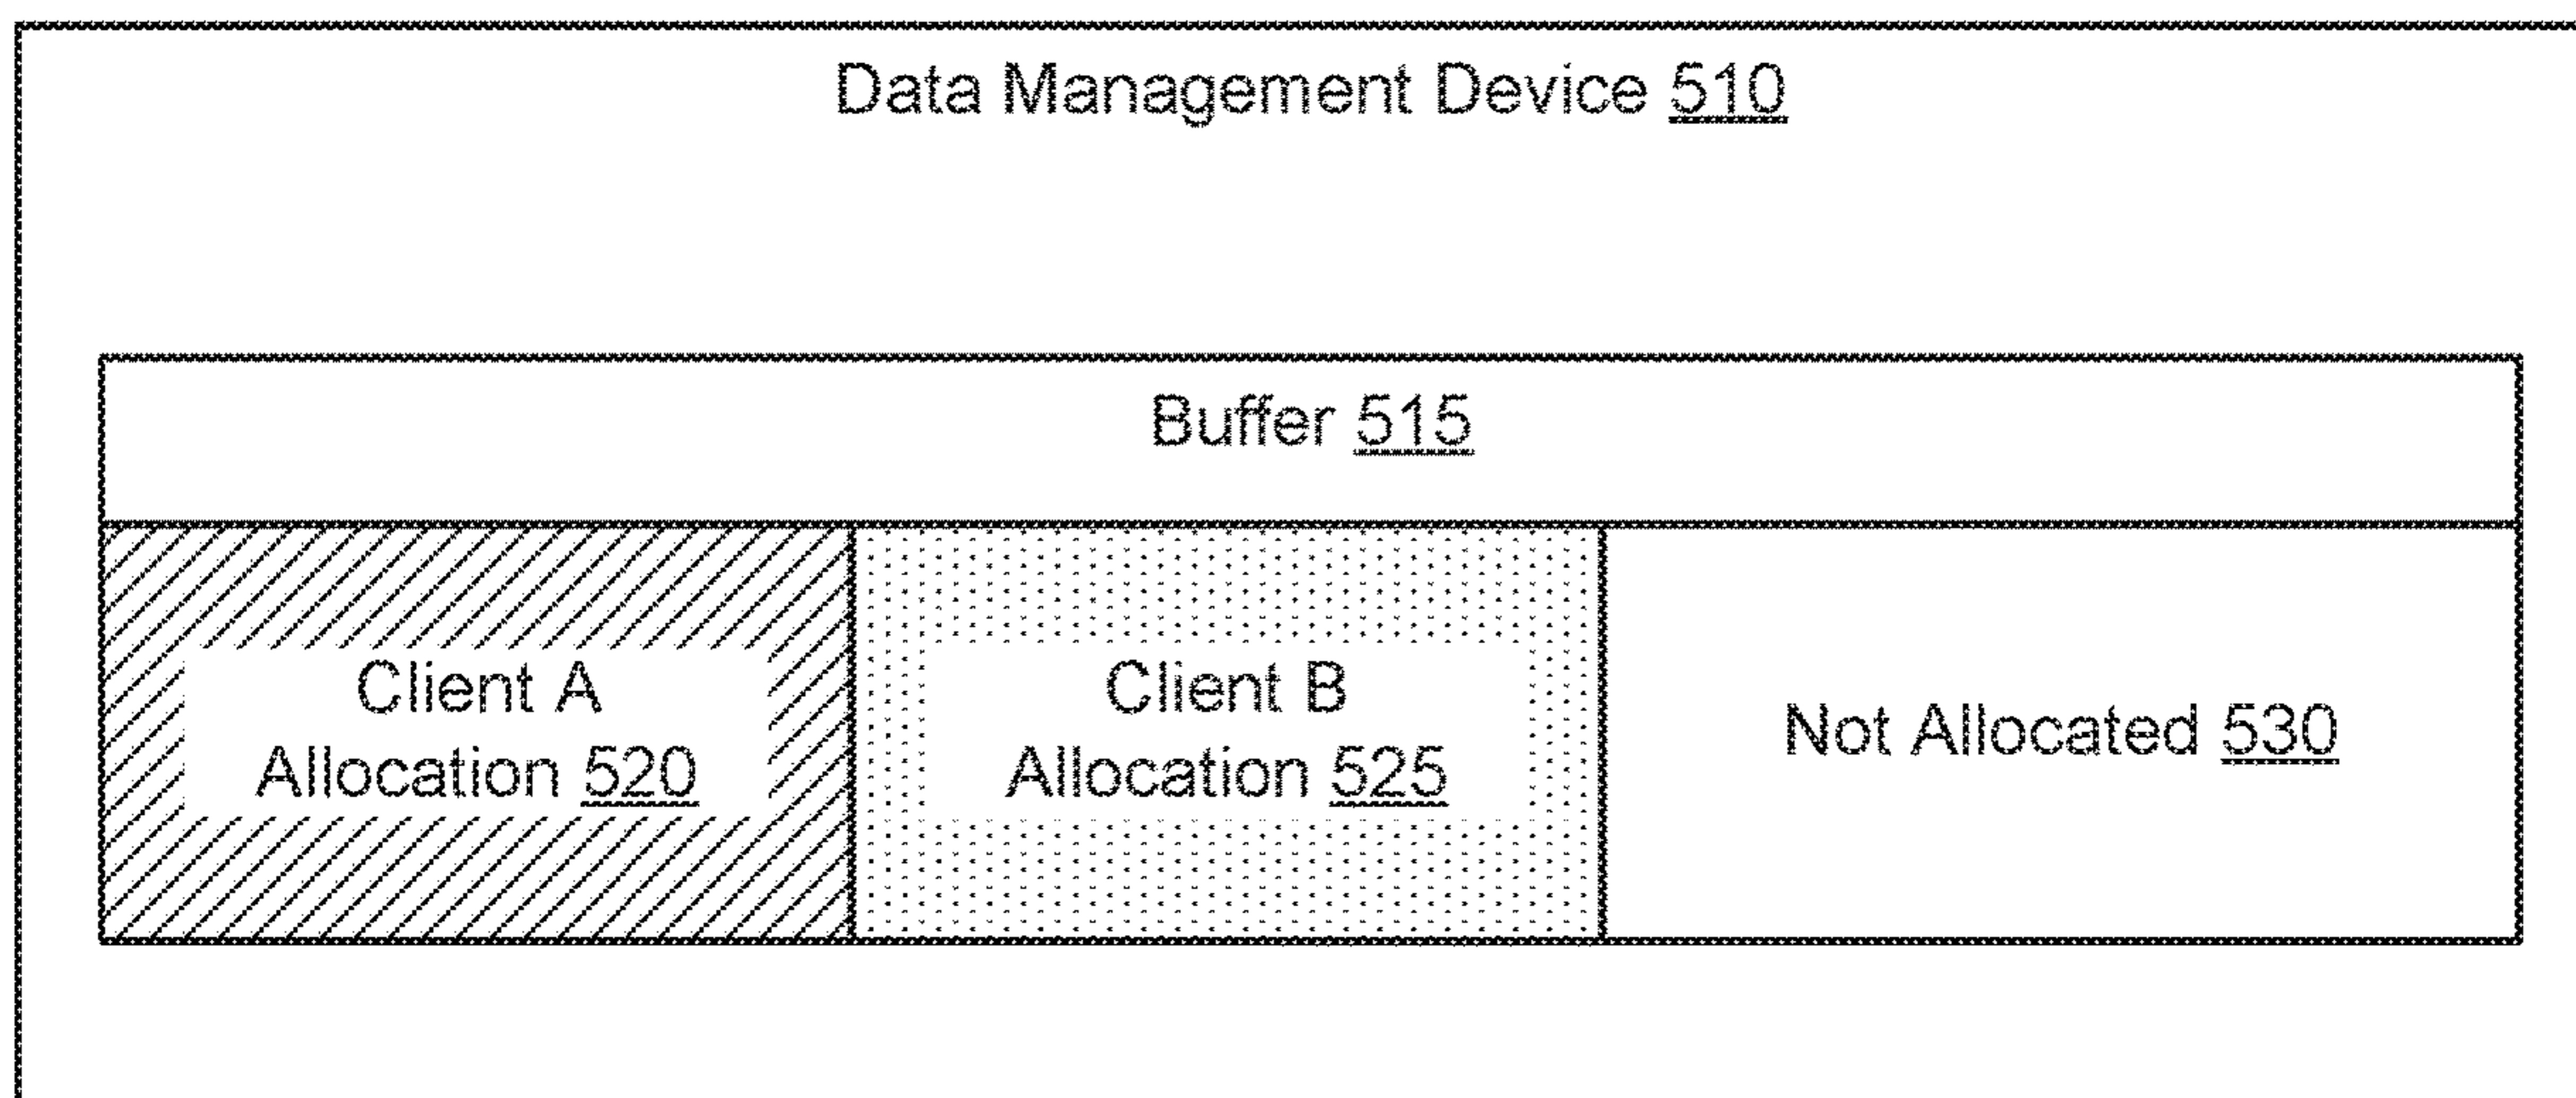 Data Management Device 510
Buffer 515
Client A
Allocation 520
Client B
Allocation 525
Not Allocated 530